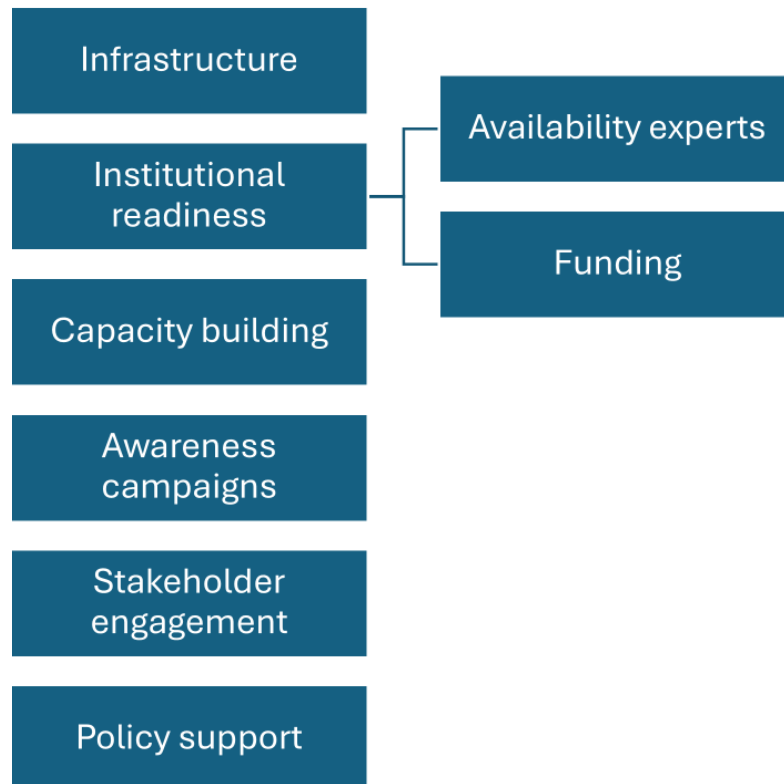 Infrastructure
Institutional
readiness
Availability experts
Funding
Capacity building
Awareness
campaigns
Stakeholder
engagement
Policy support